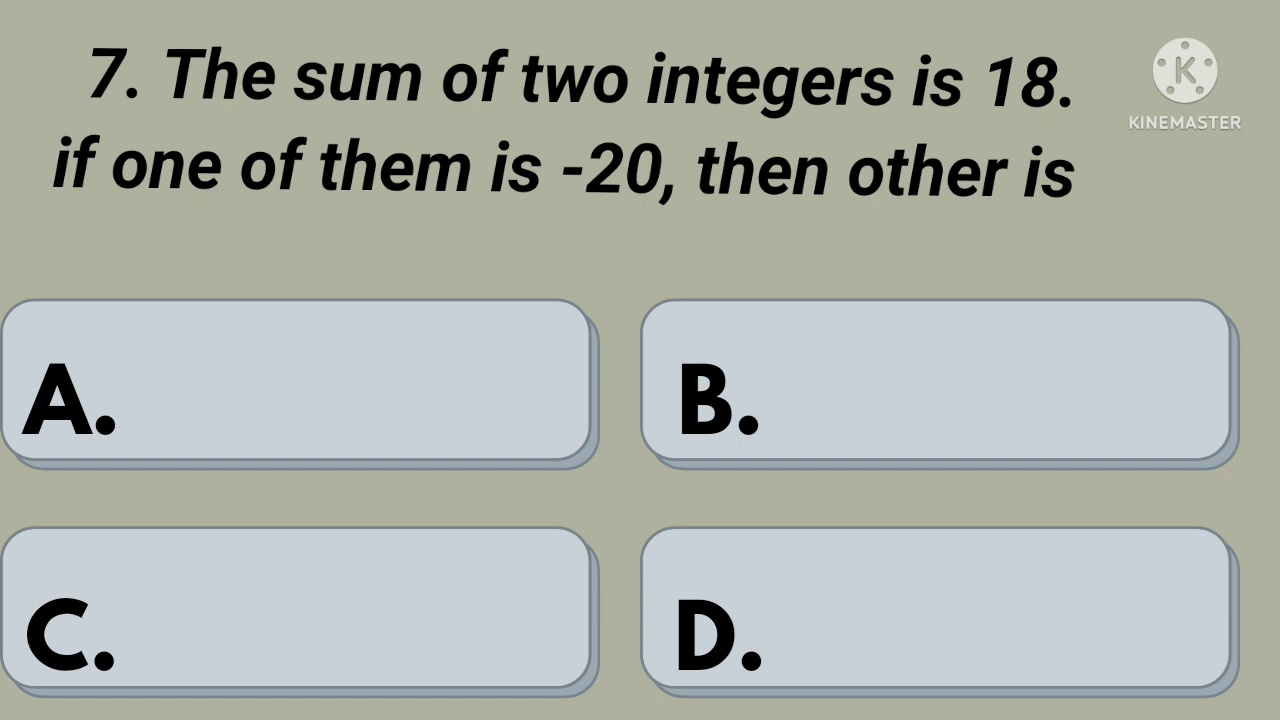 7. The sum of two integers is 18.
if one of them is -20, then other is
K
KINEMASTER
A.
B.
C.
D.